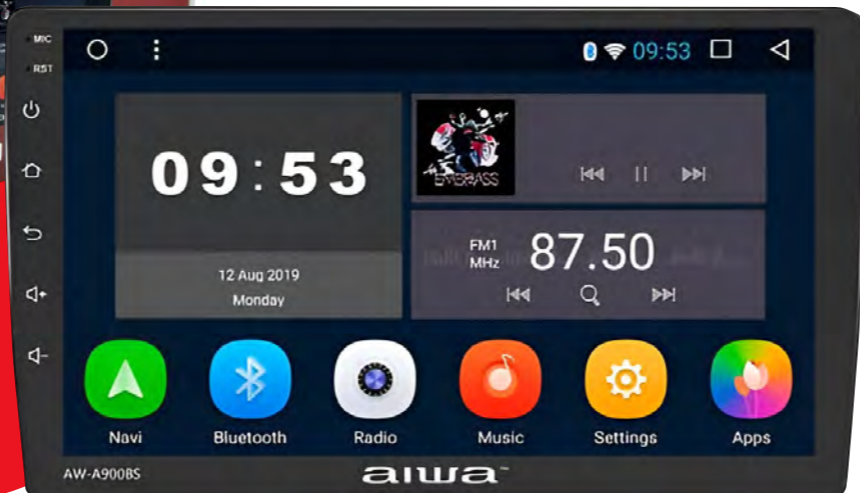 MIC
RST
09:53
09:53
12 Aug 2019
Monday
EMBRASS
FM1
MHz
87.50
Navi
Bluetooth
Radio
Music
Settings
Apps
AW-A900BS
aiwa